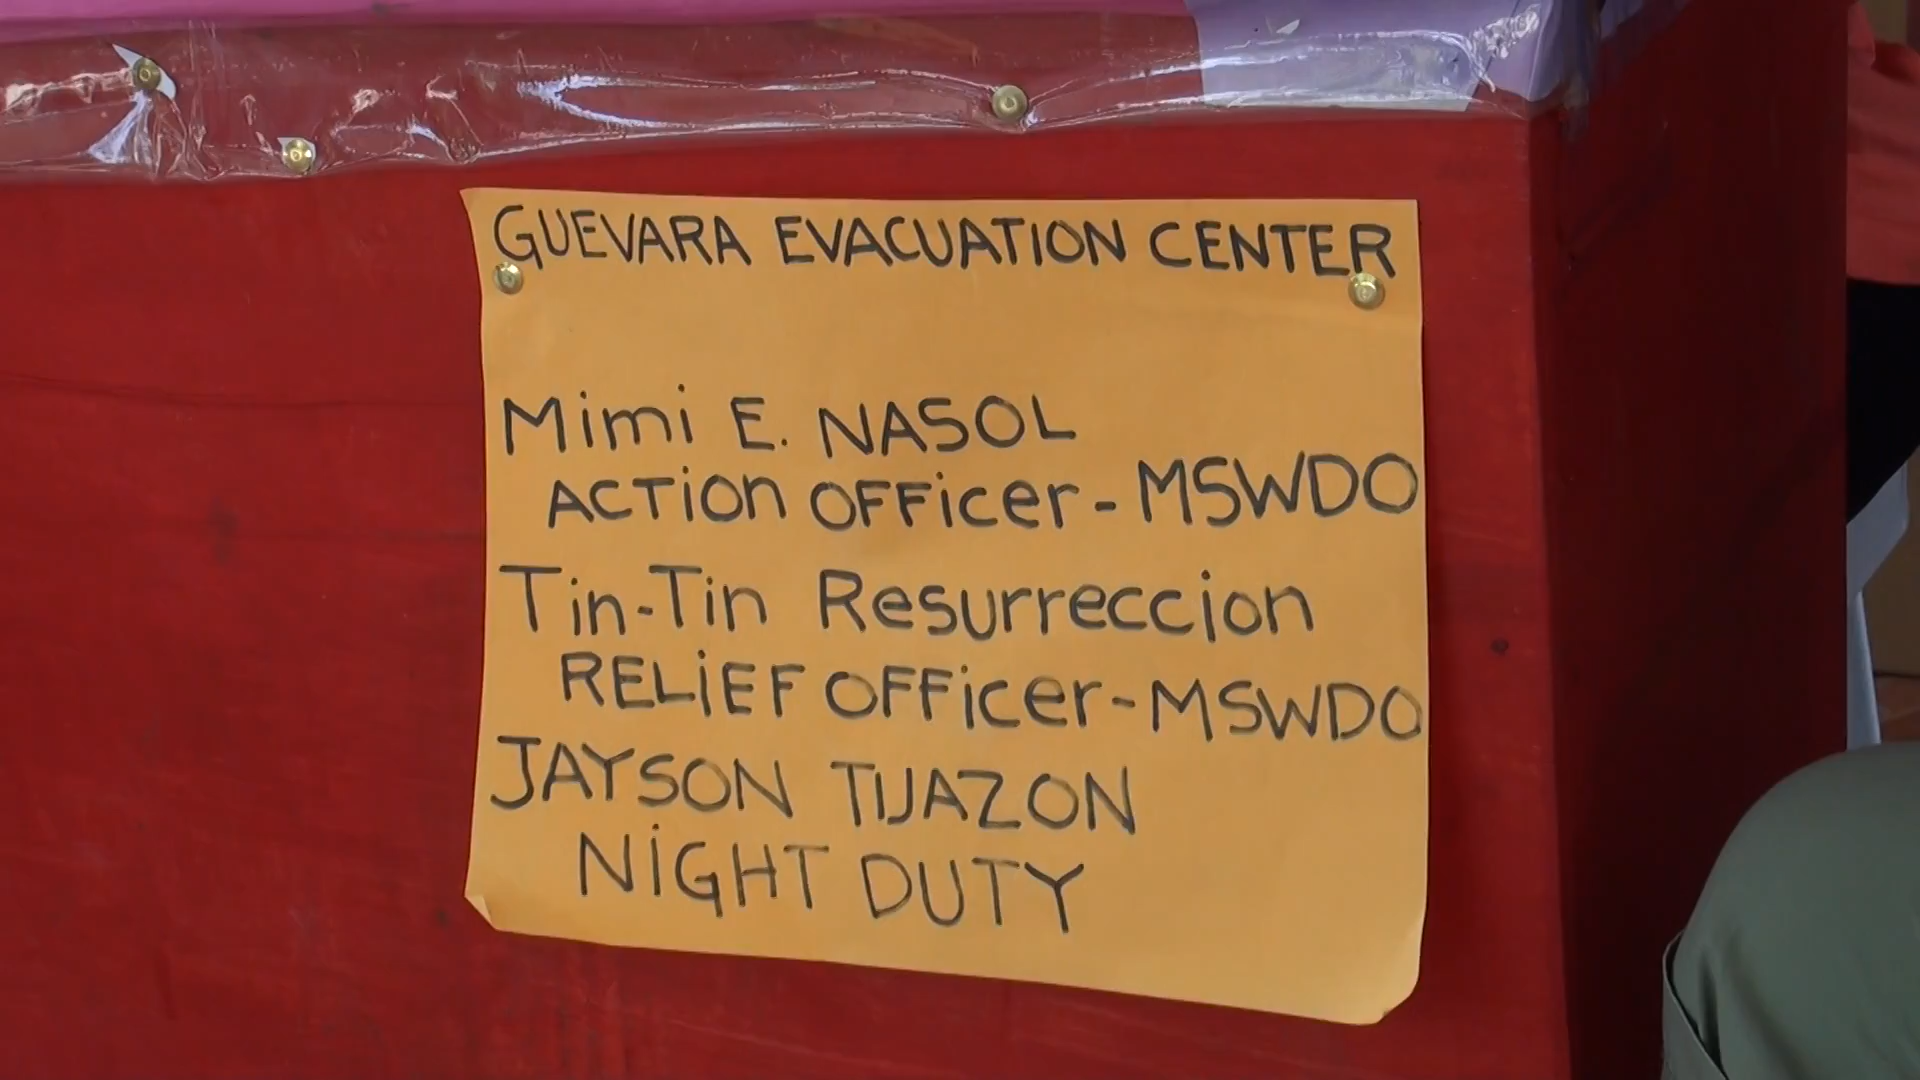 GUEVARA EVACUATION CENTER
Mimi E. NASOL
ACTiON OFFicer - MSWDO
Tin-Tin Resurreccion
RELiEF OFFicer - MSWDO
JAYSON TIJAZON
NiGHT DUTY